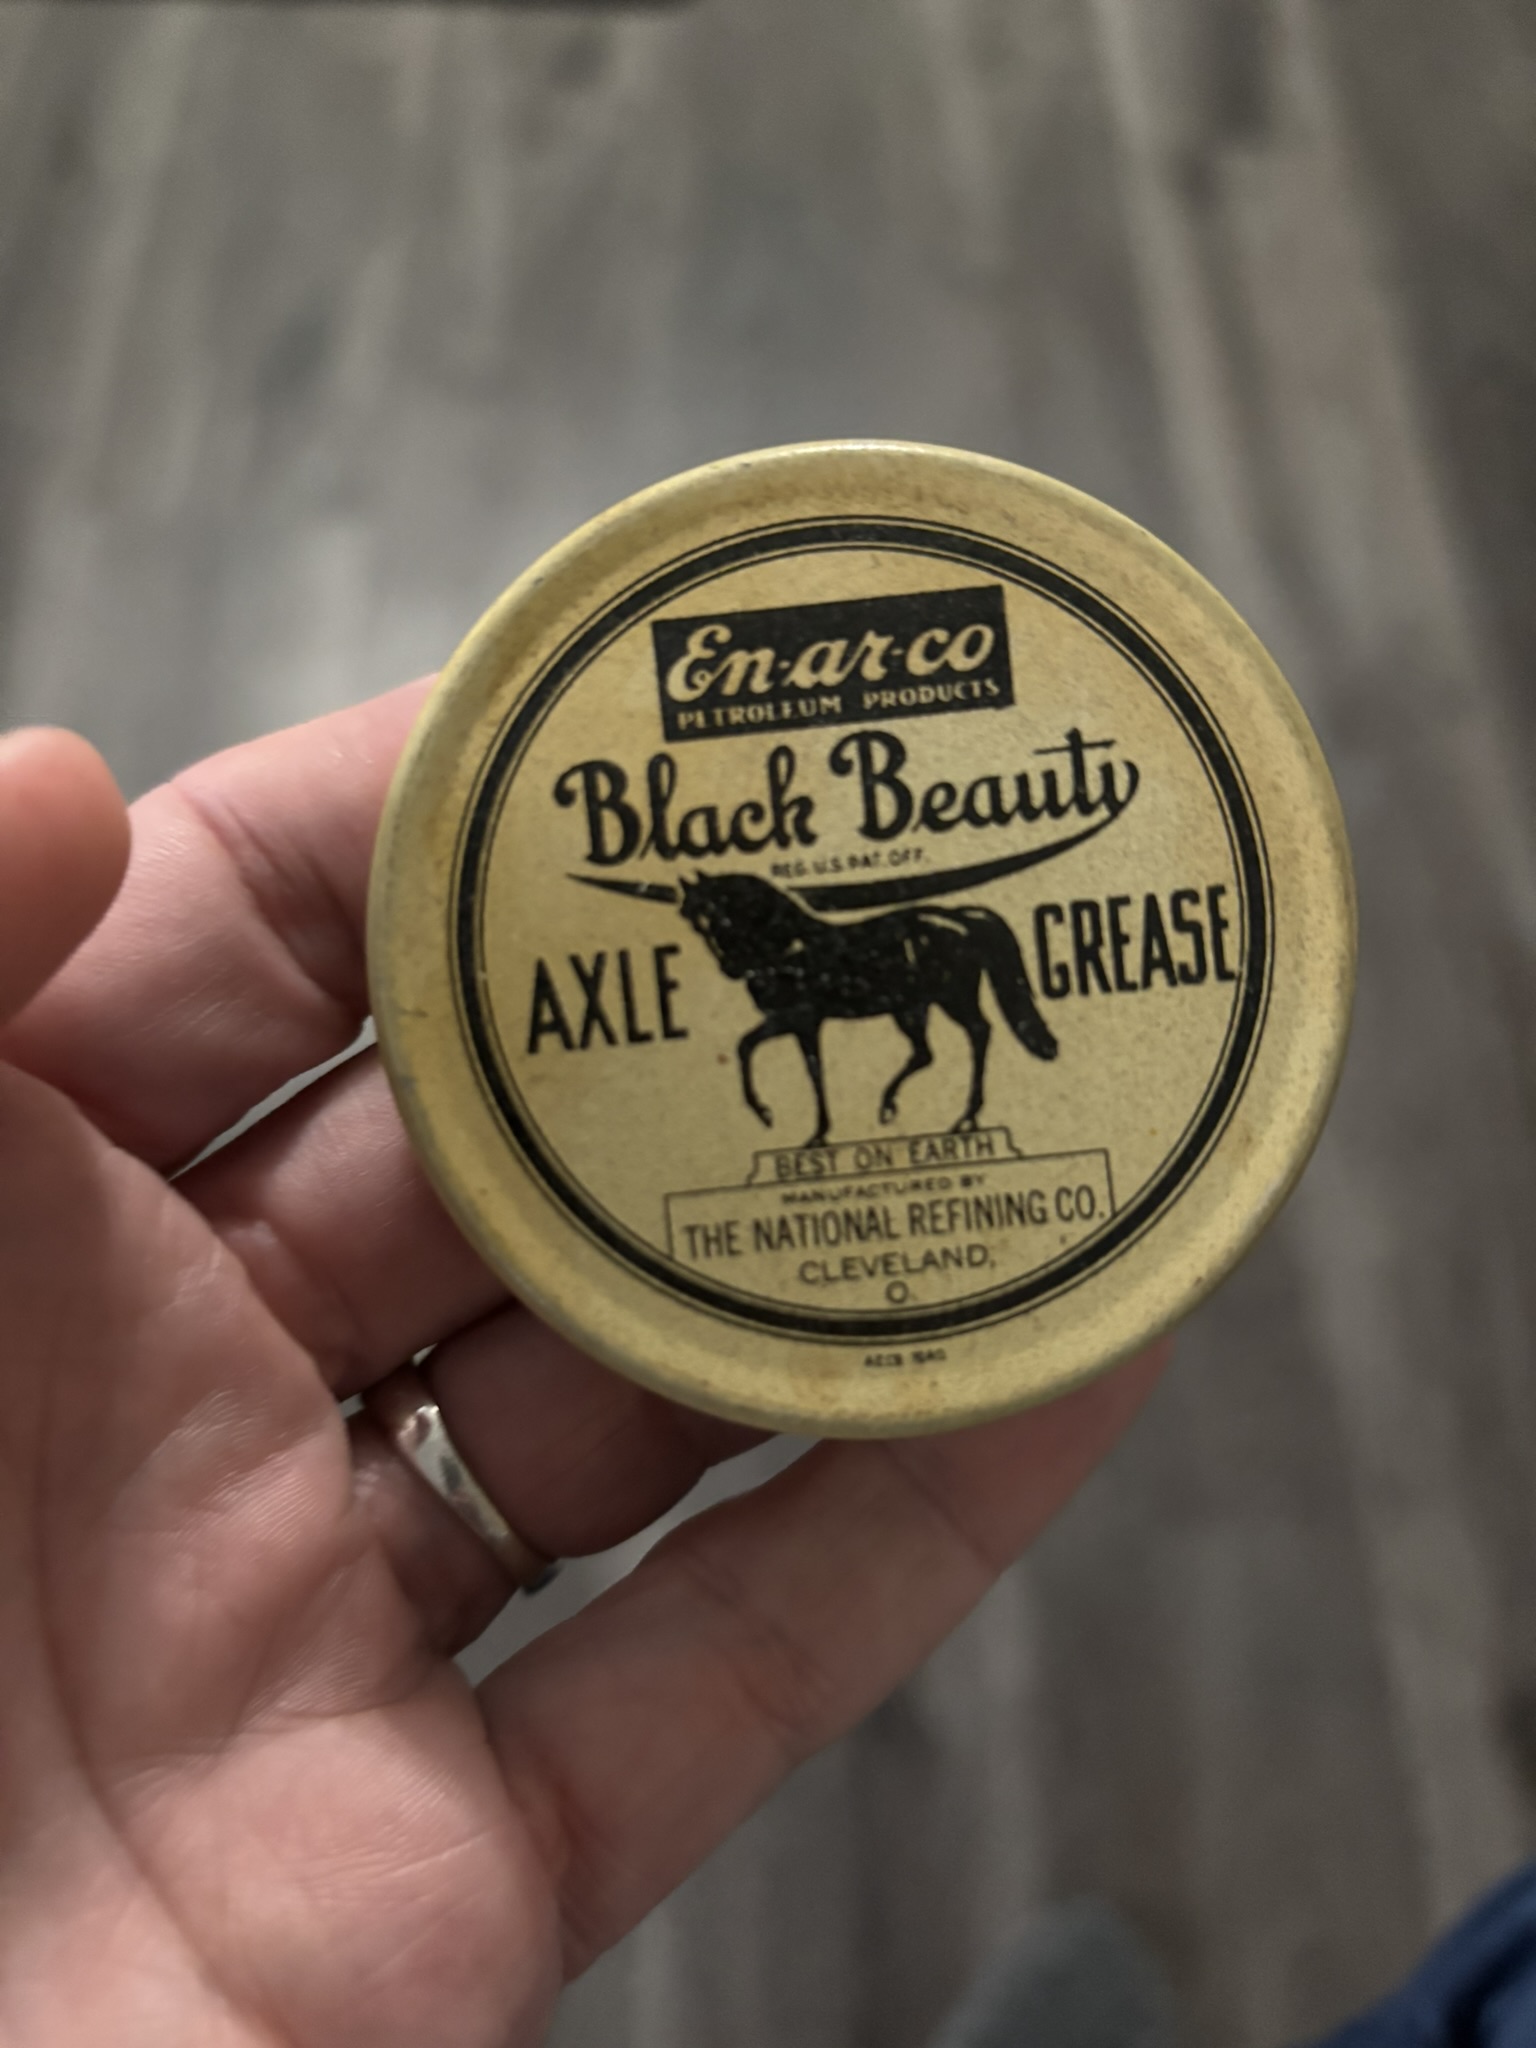 En-ar-co
PETROLEUM PRODUCTS
Black Beauty
REG. U.S. PAT. OFF.
AXLE GREASE
BEST ON EARTH
MANUFACTURED BY
THE NATIONAL REFINING CO.
CLEVELAND,
O.